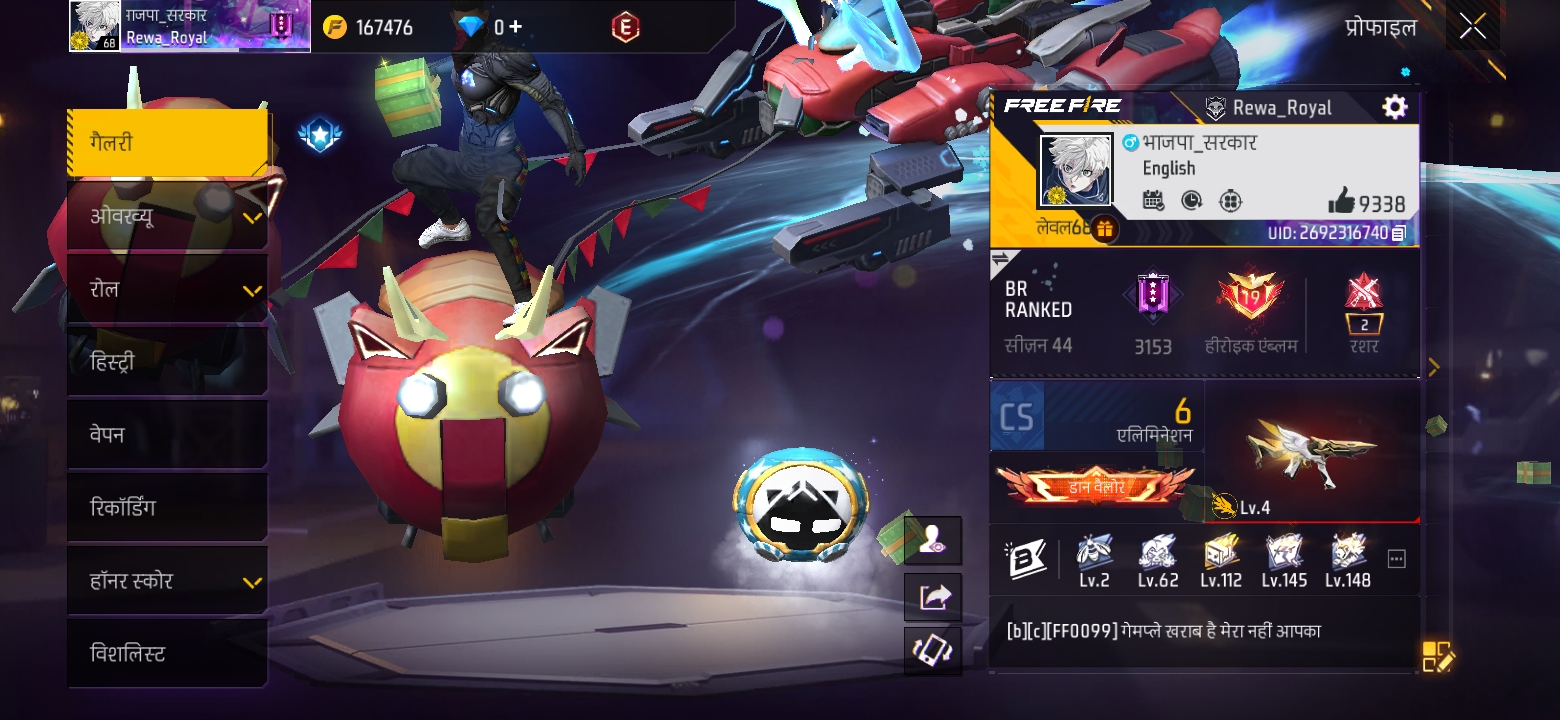 भाजपा_सरकार
Rewa_Royal
68
167476
0 +
E
प्रोफाइल
गैलरी
ओवरव्यू
रोल
हिस्ट्री
वेपन
रिकॉर्डिंग
हॉनर स्कोर
विशलिस्ट
FREE FIRE
Rewa_Royal
भाजपा_सरकार
English
9338
लेवल68
UID: 2692316740
BR
RANKED
सीज़न 44
3153
19
हीरोइक एंब्लम
2
रशर
CS
6
एलिमिनेशन
डान वैलोर
Lv.4
B
Lv.2
Lv.62
Lv.112
Lv.145
Lv.148
[b][c][FF0099] गेमप्ले खराब है मेरा नहीं आपका